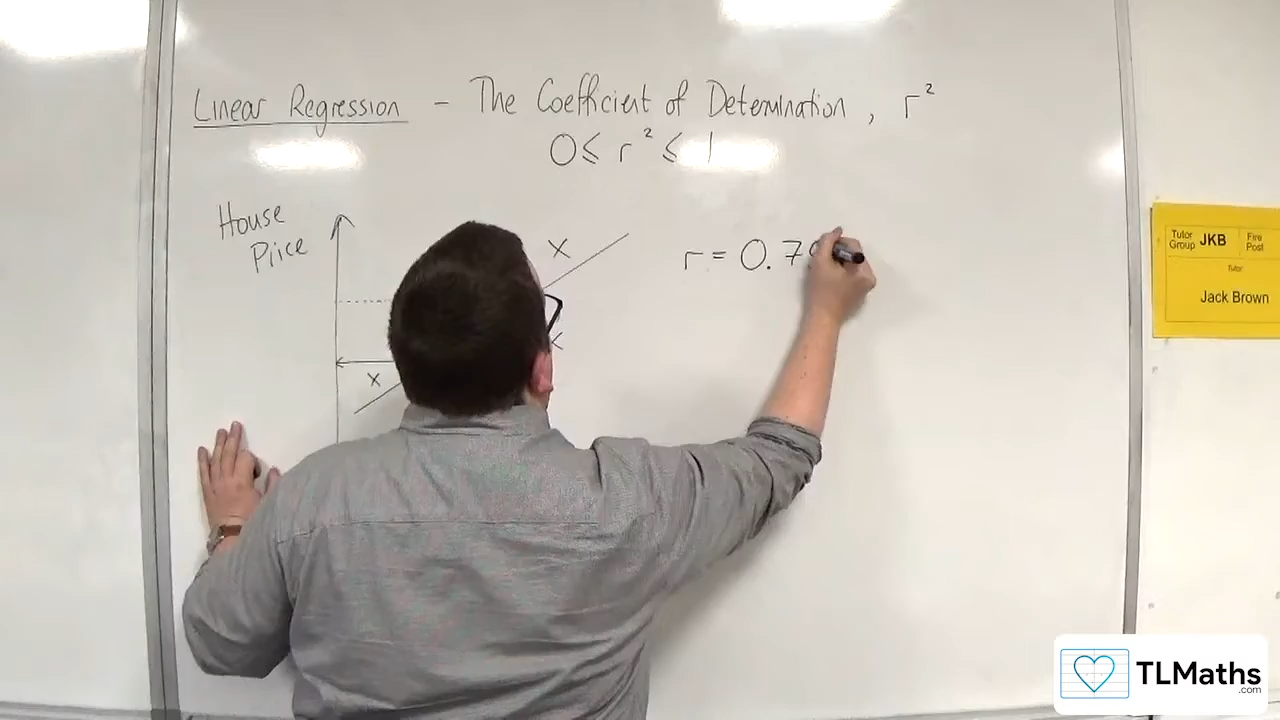 Linear Regression - The Coefficient of Determination, r²
0 ⩽ r² ⩽ 1
House
Price
r = 0.79
Tutor Group JKB
Fire Post
Tutor
Jack Brown
TLMaths
.com